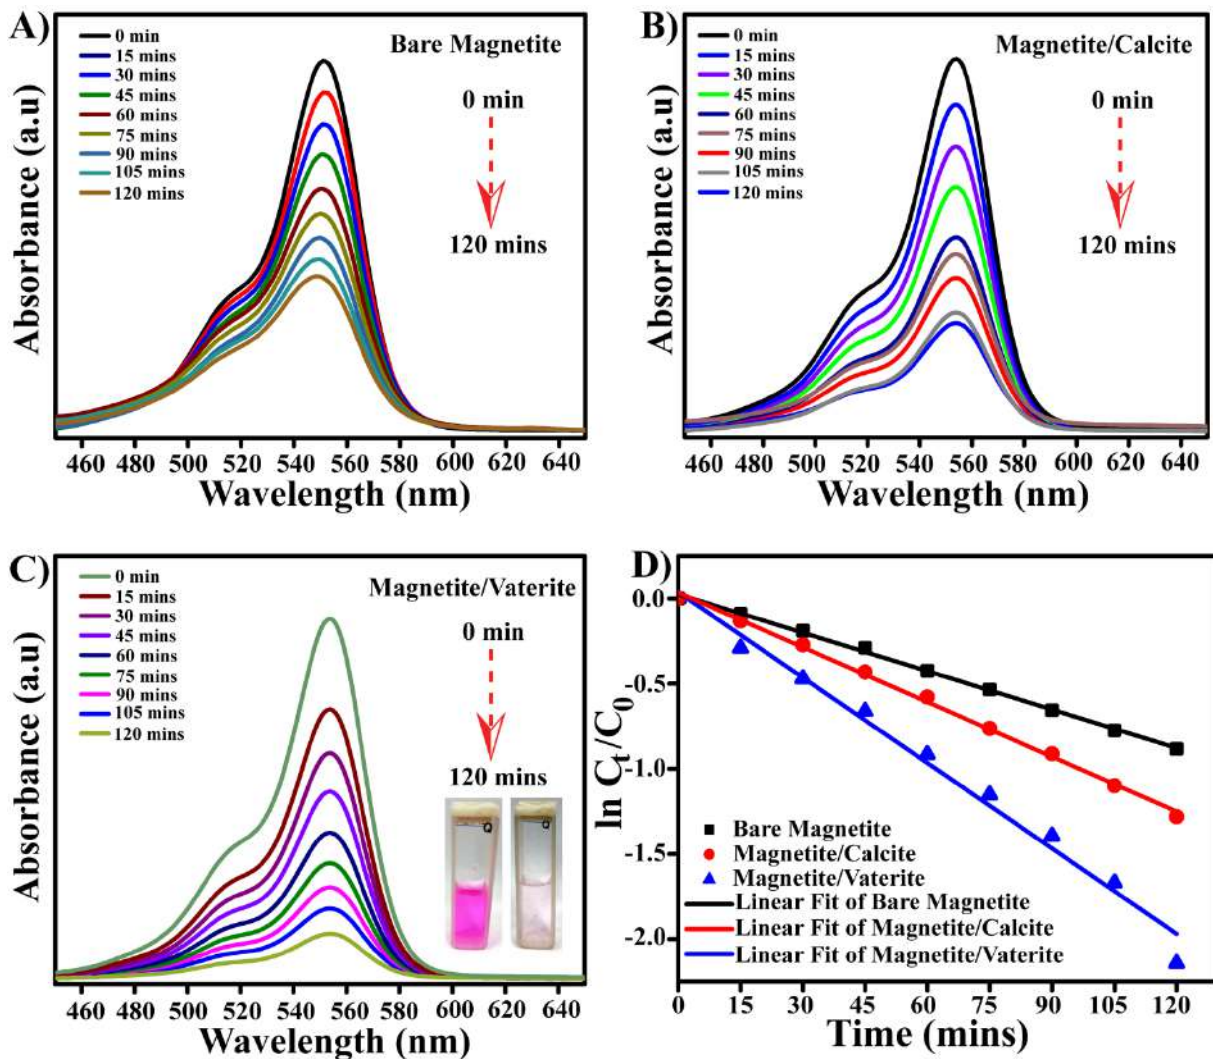 A)
Bare Magnetite
0 min
15 mins
30 mins
45 mins
60 mins
75 mins
90 mins
105 mins
120 mins
0 min
120 mins
Absorbance (a.u)
460 480 500 520 540 560 580 600 620 640
Wavelength (nm)
B)
Magnetite/Calcite
0 min
15 mins
30 mins
45 mins
60 mins
75 mins
90 mins
105 mins
120 mins
0 min
120 mins
Absorbance (a.u)
460 480 500 520 540 560 580 600 620 640
Wavelength (nm)
C)
Magnetite/Vaterite
0 min
15 mins
30 mins
45 mins
60 mins
75 mins
90 mins
105 mins
120 mins
0 min
120 mins
Q Q
Absorbance (a.u)
460 480 500 520 540 560 580 600 620 640
Wavelength (nm)
D)
0.0
-0.5
-1.0
-1.5
-2.0
ln Ct/C0
Bare Magnetite
Magnetite/Calcite
Magnetite/Vaterite
Linear Fit of Bare Magnetite
Linear Fit of Magnetite/Calcite
Linear Fit of Magnetite/Vaterite
0 15 30 45 60 75 90 105 120
Time (mins)